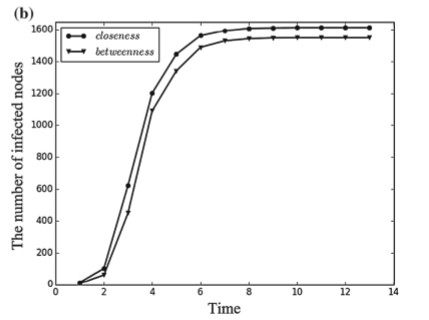 (b)
closeness
betweenness
The number of infected nodes
1600
1400
1200
1000
800
600
400
200
0
0 2 4 6 8 10 12 14
Time